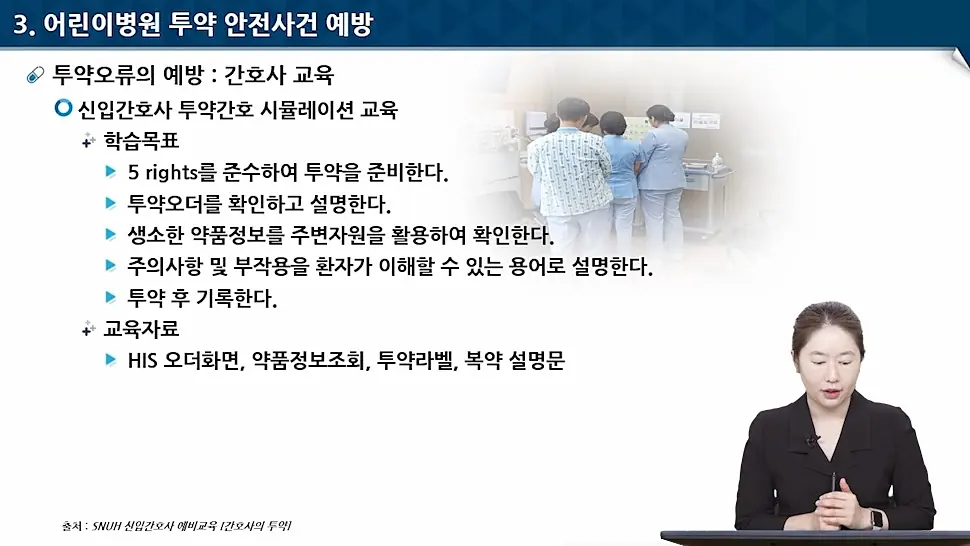 3. 어린이병원 투약 안전사건 예방
투약오류의 예방 : 간호사 교육
신입간호사 투약간호 시뮬레이션 교육
학습목표
5 rights를 준수하여 투약을 준비한다.
투약오더를 확인하고 설명한다.
생소한 약품정보를 주변자원을 활용하여 확인한다.
주의사항 및 부작용을 환자가 이해할 수 있는 용어로 설명한다.
투약 후 기록한다.
교육자료
HIS 오더화면, 약품정보조회, 투약라벨, 복약 설명문
출처 : SNUH 신입간호사 예비교육 [간호사의 투약]